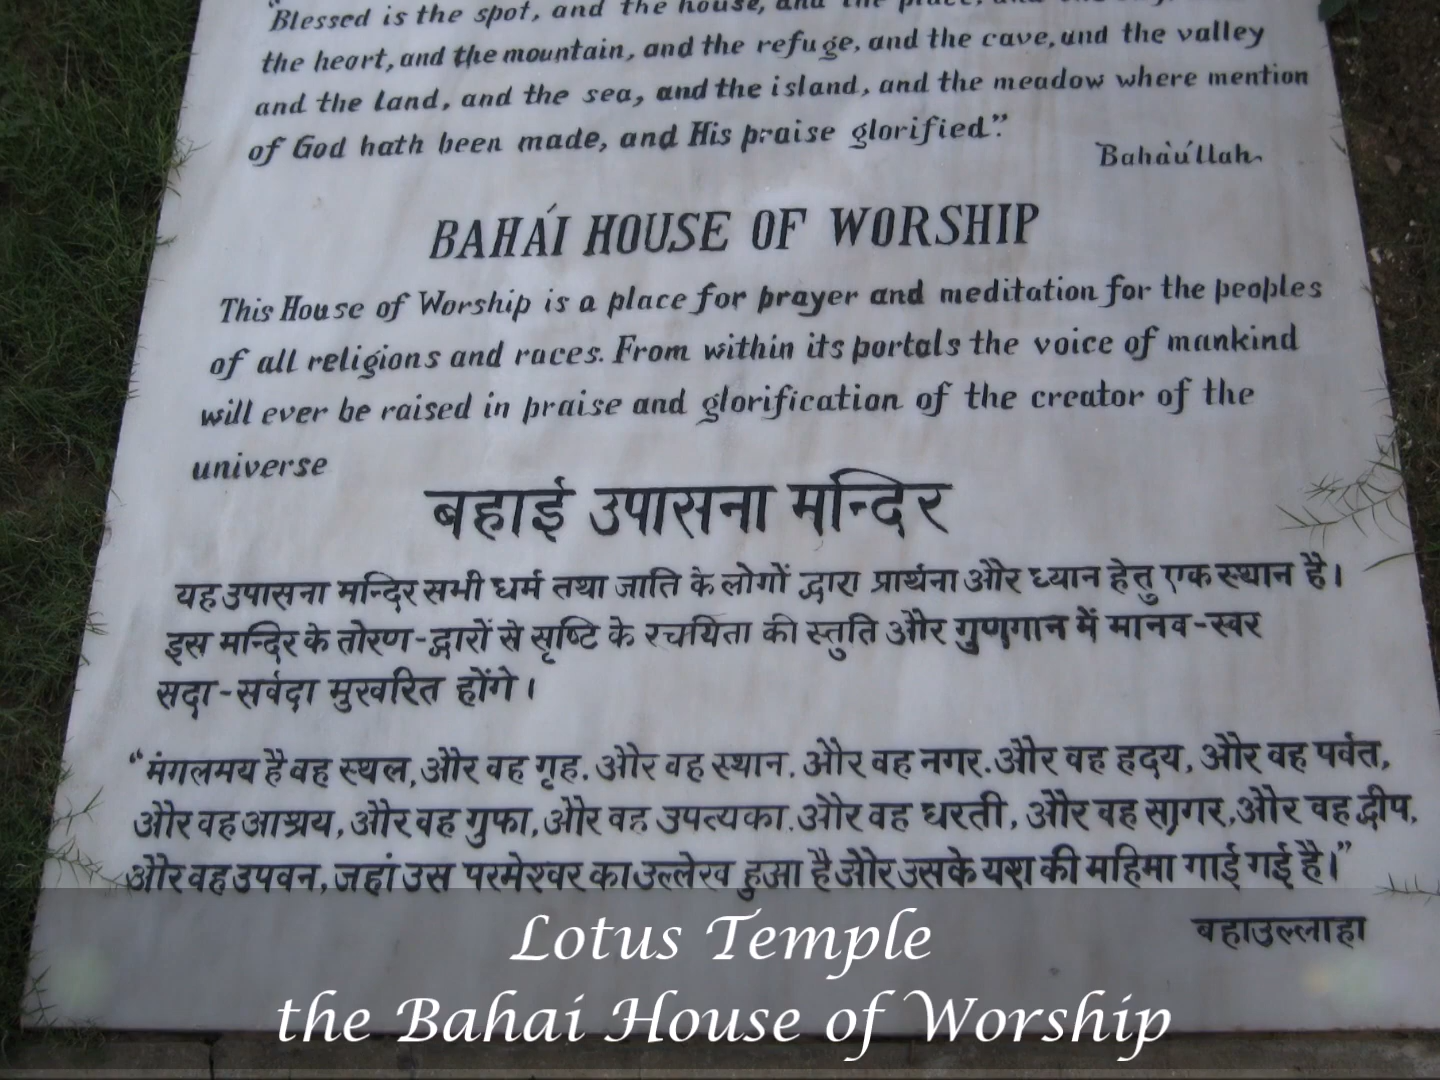 "Blessed is the spot, and the house, and the place, and
the heart, and the mountain, and the refuge, and the cave, and the valley
and the land, and the sea, and the island, and the meadow where mention
of God hath been made, and His praise glorified."
Bahá'u'llah
BAHÁ'I HOUSE OF WORSHIP
This House of Worship is a place for prayer and meditation for the peoples
of all religions and races. From within its portals the voice of mankind
will ever be raised in praise and glorification of the creator of the
universe
बहाई उपासना मन्दिर
यह उपासना मन्दिर सभी धर्म तथा जाति के लोगों द्वारा प्रार्थना और ध्यान हेतु एक स्थान है।
इस मन्दिर के तोरण-द्वारों से सृष्टि के रचयिता की स्तुति और गुणगान में मानव-स्वर
सदा-सर्वदा मुखरित होंगे।
"मंगलमय है वह स्थल, और वह गृह, और वह स्थान, और वह नगर, और वह हृदय, और वह पर्वत,
और वह आश्रय, और वह गुफा, और वह उपत्यका, और वह धरती, और वह सागर, और वह द्वीप,
और वह उपवन, जहां उस परमेश्वर का उल्लेख हुआ है और उसके यश की महिमा गाई गई है।"
बहाउल्लाहा
Lotus Temple
the Bahai House of Worship